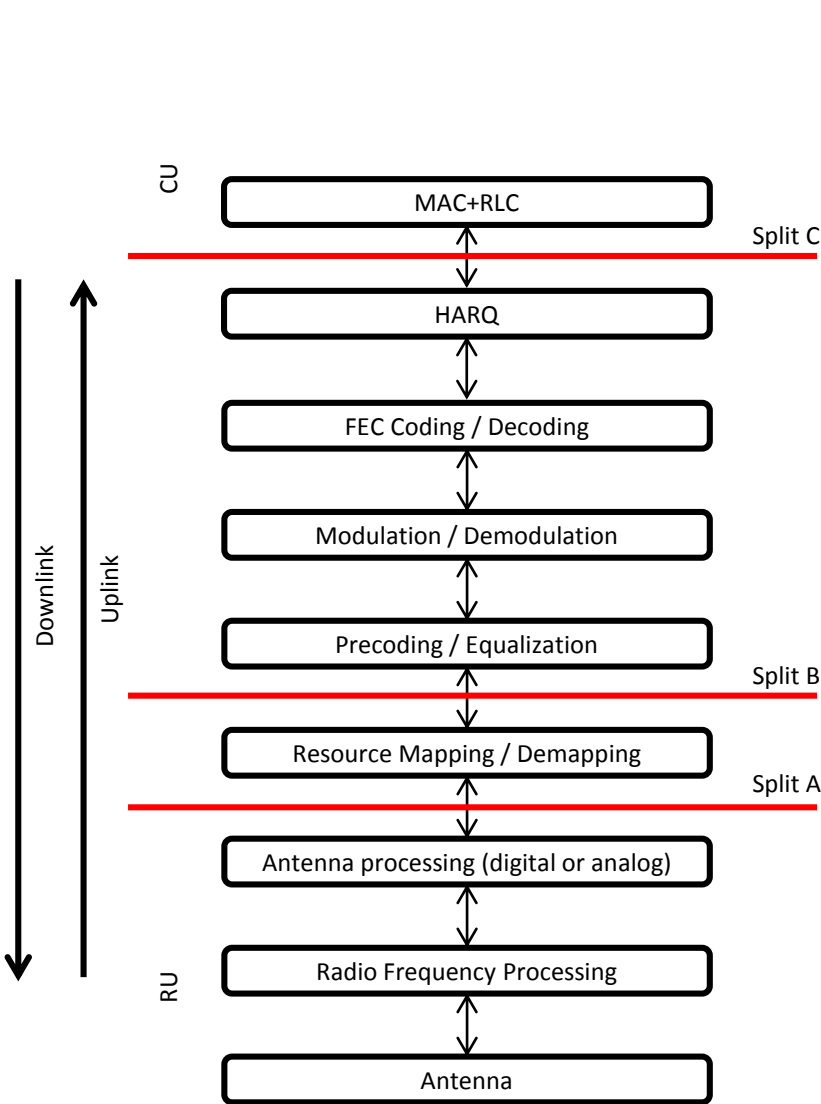 CU
MAC+RLC
Split C
HARQ
FEC Coding / Decoding
Modulation / Demodulation
Downlink
Uplink
Precoding / Equalization
Split B
Resource Mapping / Demapping
Split A
Antenna processing (digital or analog)
RU
Radio Frequency Processing
Antenna